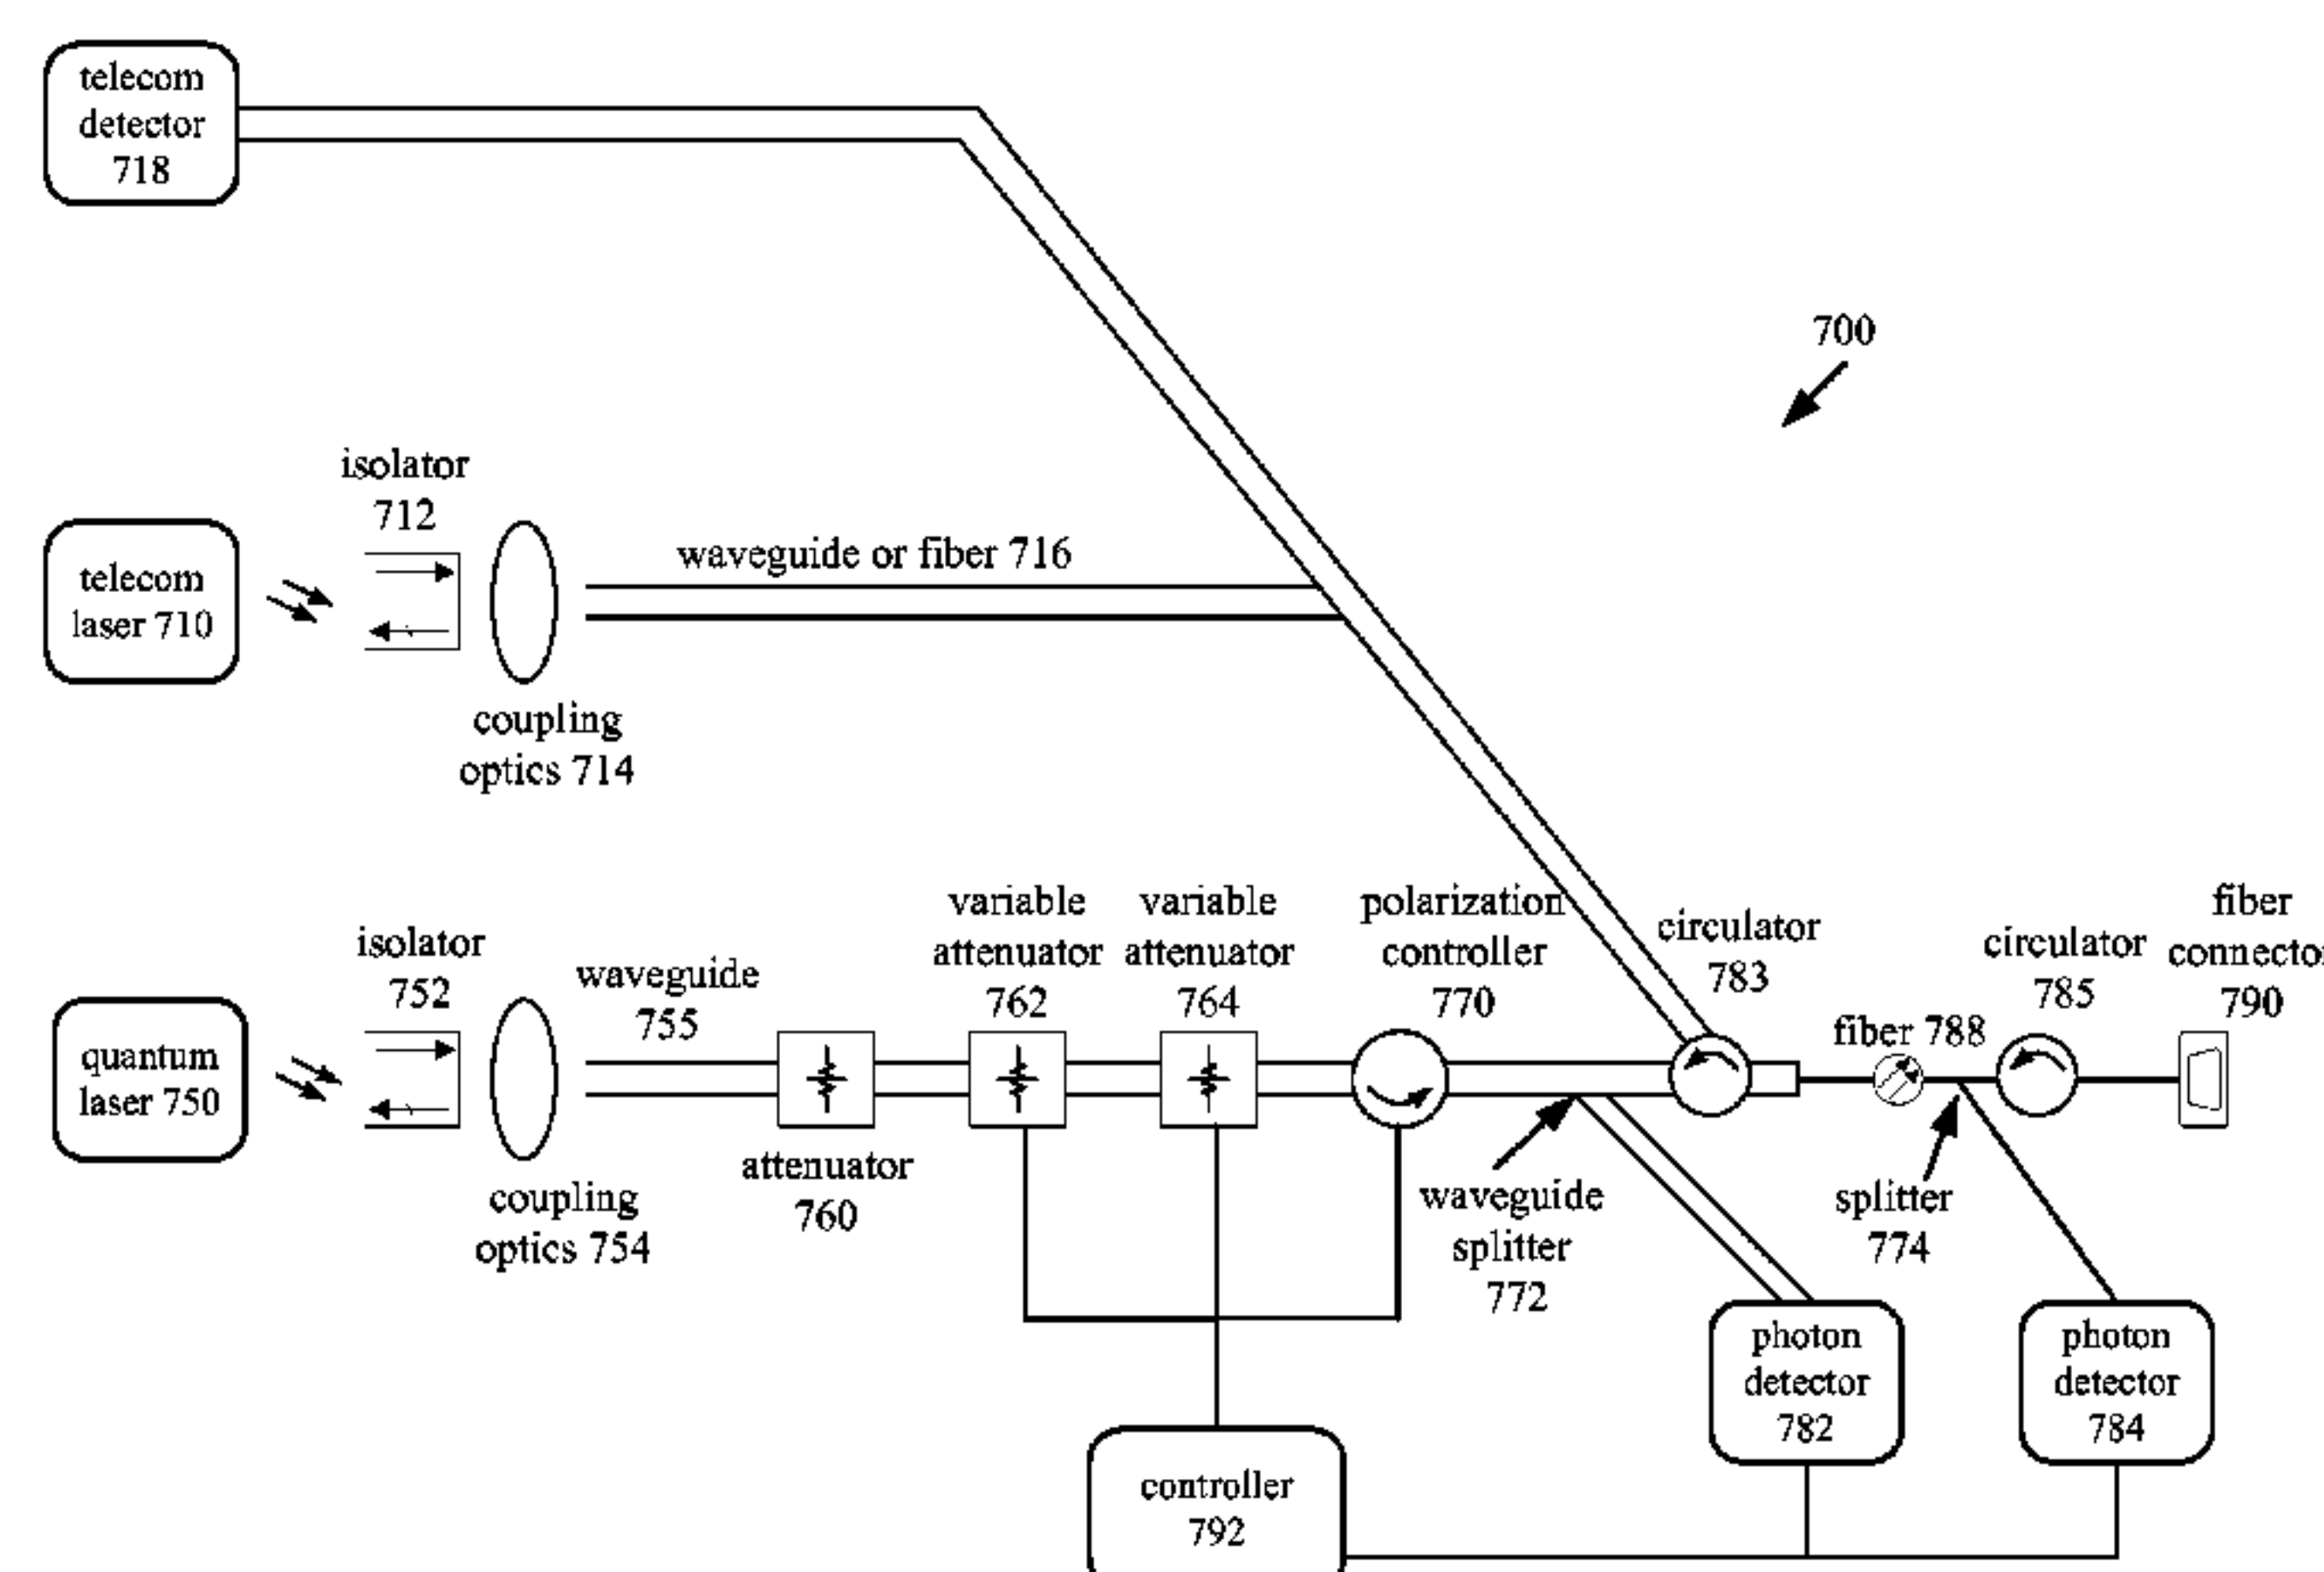 telecom
detector
718
700
isolator
712
telecom
laser 710
waveguide or fiber 716
coupling
optics 714
isolator
752
quantum
laser 750
waveguide
755
coupling
optics 754
attenuator
760
variable
attenuator
762
variable
attenuator
764
polarization
controller
770
circulator
783
fiber 788
circulator
785
fiber
connector
790
waveguide
splitter
772
splitter
774
photon
detector
782
photon
detector
784
controller
792